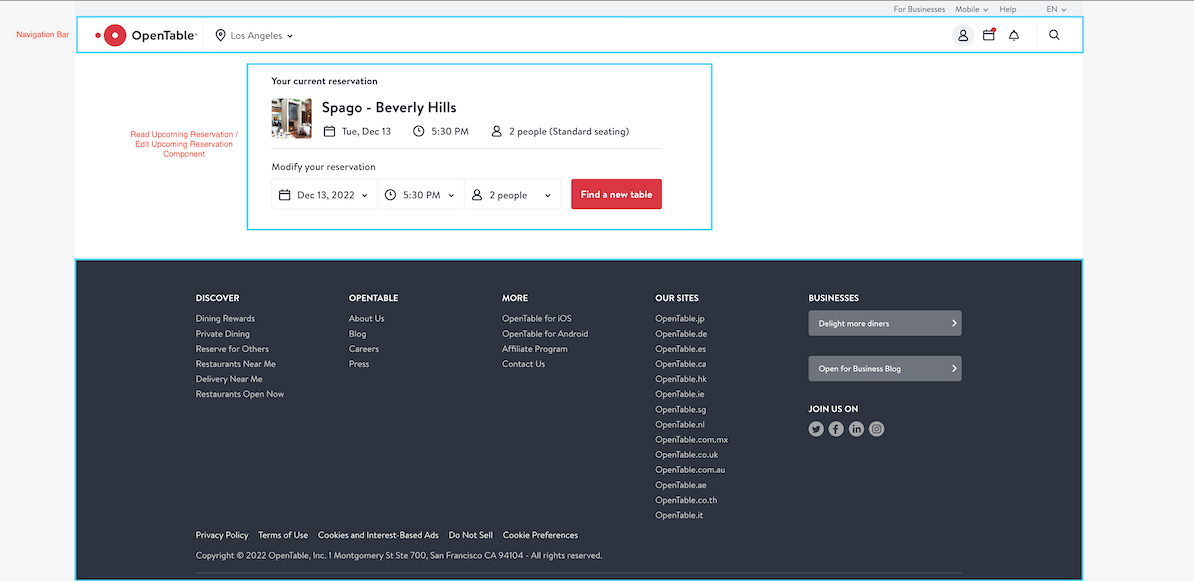 For Businesses Mobile Help EN
Navigation Bar
OpenTable®
Los Angeles
Your current reservation
Spago - Beverly Hills
Tue, Dec 13 5:30 PM 2 people (Standard seating)
Read Upcoming Reservation /
Edit Upcoming Reservation
Component
Modify your reservation
Dec 13, 2022 5:30 PM 2 people Find a new table
DISCOVER
Dining Rewards
Private Dining
Reserve for Others
Restaurants Near Me
Delivery Near Me
Restaurants Open Now
OPENTABLE
About Us
Blog
Careers
Press
MORE
OpenTable for iOS
OpenTable for Android
Affiliate Program
Contact Us
OUR SITES
OpenTable.jp
OpenTable.de
OpenTable.es
OpenTable.ca
OpenTable.hk
OpenTable.ie
OpenTable.sg
OpenTable.nl
OpenTable.com.mx
OpenTable.co.uk
OpenTable.com.au
OpenTable.ae
OpenTable.co.th
OpenTable.it
BUSINESSES
Delight more diners
Open for Business Blog
JOIN US ON
Privacy Policy Terms of Use Cookies and Interest-Based Ads Do Not Sell Cookie Preferences
Copyright © 2022 OpenTable, Inc. 1 Montgomery St Ste 700, San Francisco CA 94104 - All rights reserved.